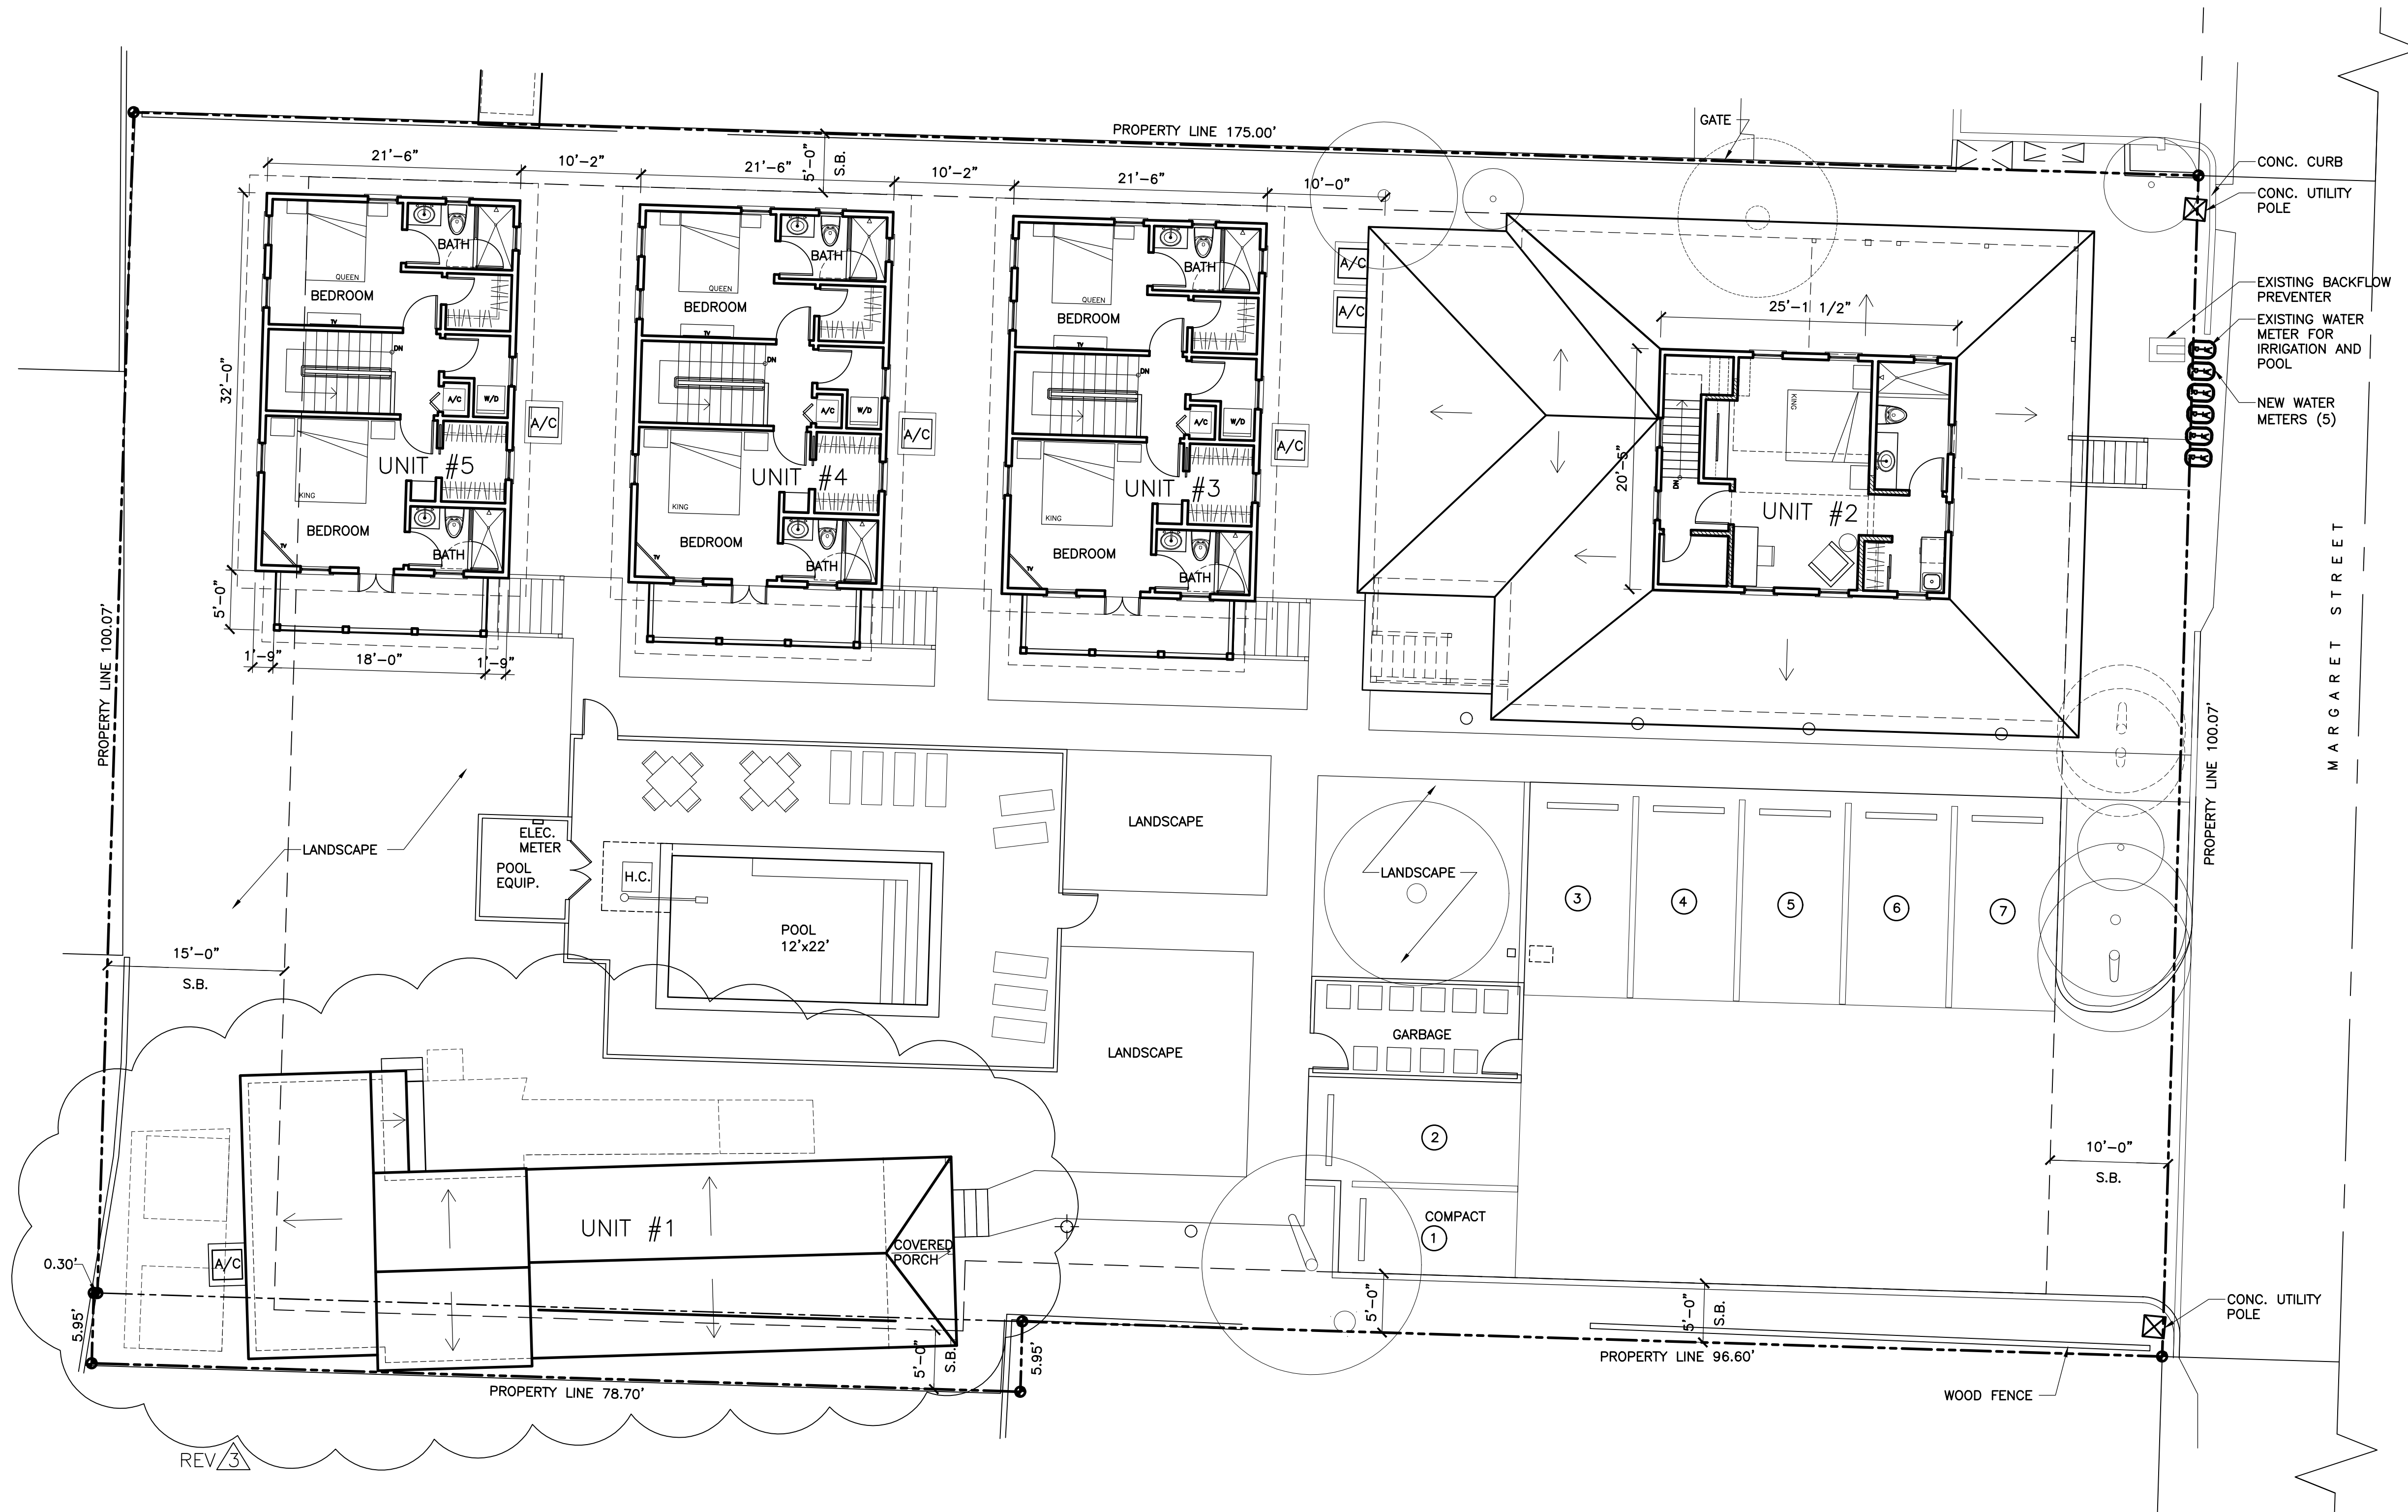 PROPERTY LINE 175.00'
GATE
CONC. CURB
CONC. UTILITY
POLE
21'-6"
10'-2"
21'-6"
5'-0"
S.B.
10'-2"
21'-6"
10'-0"
EXISTING BACKFLOW
PREVENTER
EXISTING WATER
METER FOR
IRRIGATION AND
POOL
NEW WATER
METERS (5)
BATH
QUEEN
BEDROOM
TV
DN
A/C
W/D
A/C
32'-0"
UNIT #5
KING
BEDROOM
TV
BATH
5'-0"
1'-9"
18'-0"
1'-9"
BATH
QUEEN
BEDROOM
TV
DN
A/C
W/D
A/C
UNIT #4
KING
BEDROOM
TV
BATH
BATH
QUEEN
BEDROOM
TV
DN
A/C
W/D
A/C
UNIT #3
KING
BEDROOM
TV
BATH
A/C
A/C
25'-1 1/2"
20'-5"
KING
DN
UNIT #2
MARGARET STREET
PROPERTY LINE 100.07'
PROPERTY LINE 100.07'
LANDSCAPE
ELEC.
METER
POOL
EQUIP.
H.C.
POOL
12'x22'
LANDSCAPE
LANDSCAPE
LANDSCAPE
3
4
5
6
7
15'-0"
S.B.
GARBAGE
2
COMPACT
1
10'-0"
S.B.
UNIT #1
COVERED
PORCH
A/C
0.30'
5.95'
5'-0"
S.B.
5.95'
5'-0"
5'-0"
S.B.
CONC. UTILITY
POLE
PROPERTY LINE 96.60'
PROPERTY LINE 78.70'
WOOD FENCE
REV 3